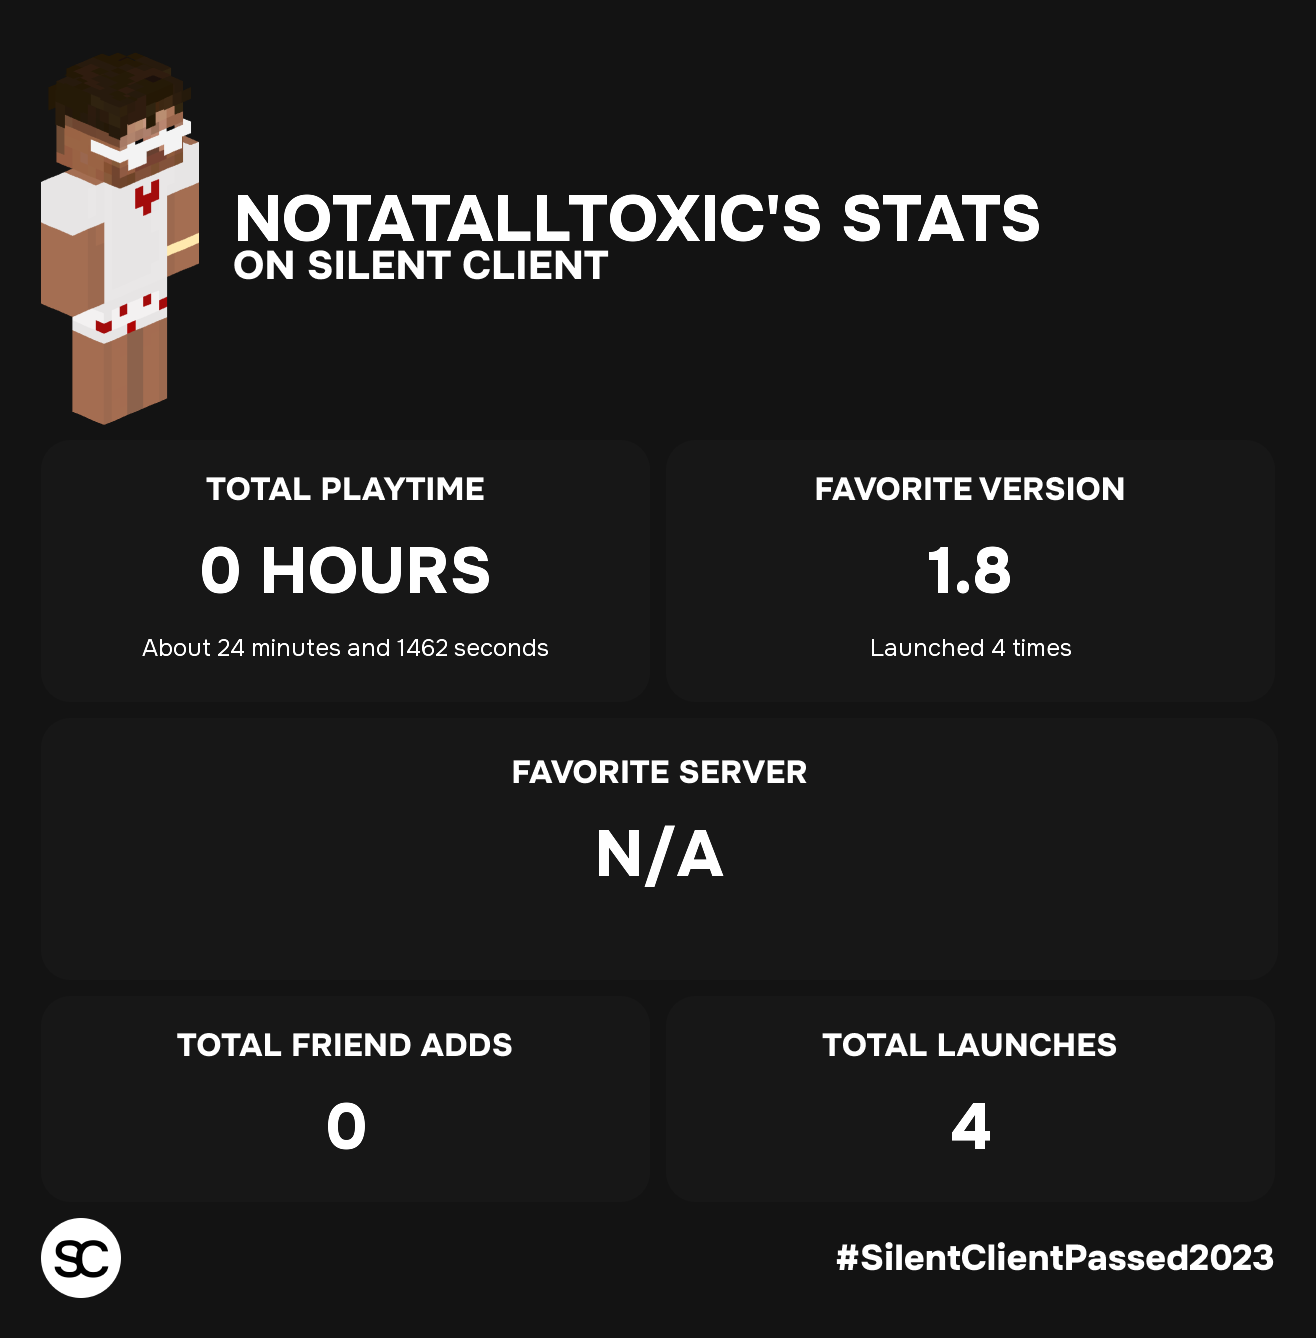 NOTATALLTOXIC'S STATS
ON SILENT CLIENT
TOTAL PLAYTIME
0 HOURS
About 24 minutes and 1462 seconds
FAVORITE VERSION
1.8
Launched 4 times
FAVORITE SERVER
N/A
TOTAL FRIEND ADDS
0
TOTAL LAUNCHES
4
SC
#SilentClientPassed2023